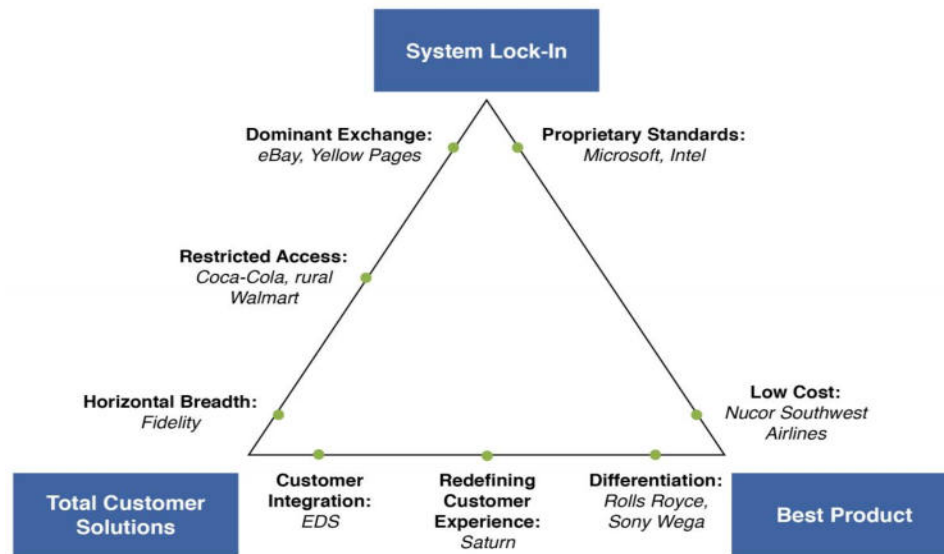 System Lock-In
Dominant Exchange:
eBay, Yellow Pages
Proprietary Standards:
Microsoft, Intel
Restricted Access:
Coca-Cola, rural
Walmart
Horizontal Breadth:
Fidelity
Low Cost:
Nucor Southwest
Airlines
Total Customer
Solutions
Customer
Integration:
EDS
Redefining
Customer
Experience:
Saturn
Differentiation:
Rolls Royce,
Sony Wega
Best Product